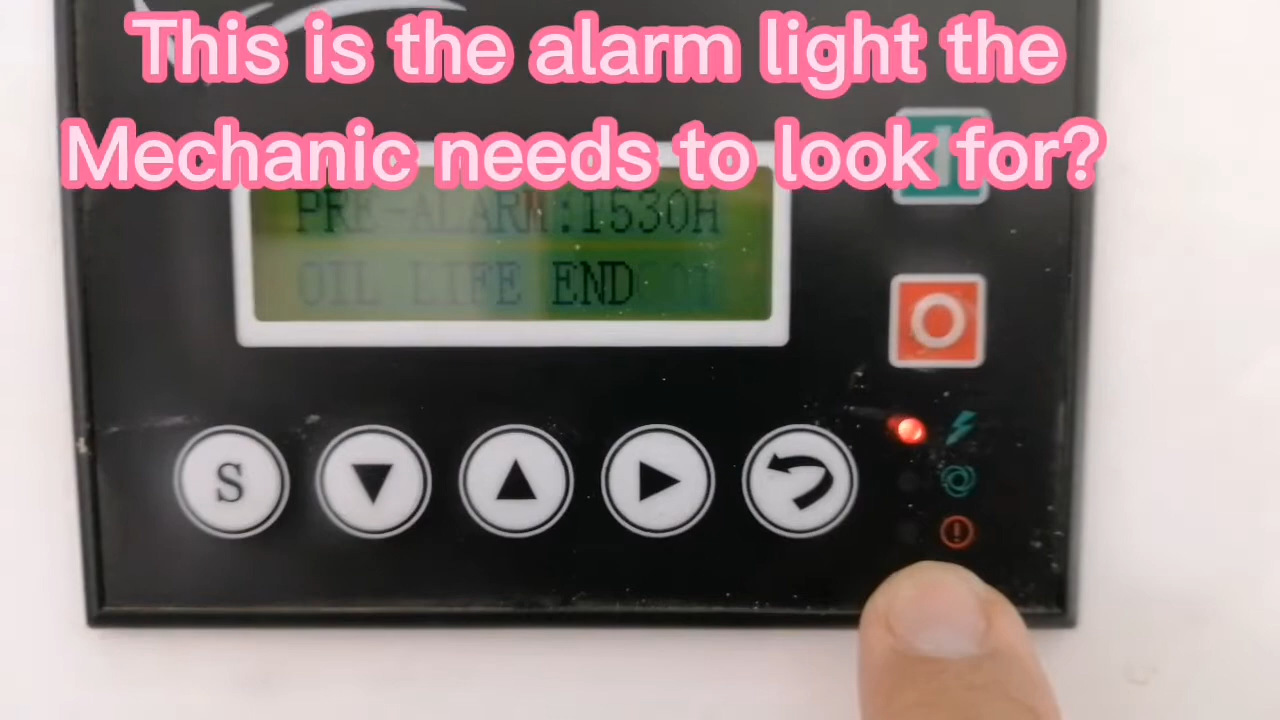 This is the alarm light the
Mechanic needs to look for?
PRE-ALARM:1530H
OIL LIFE END
S